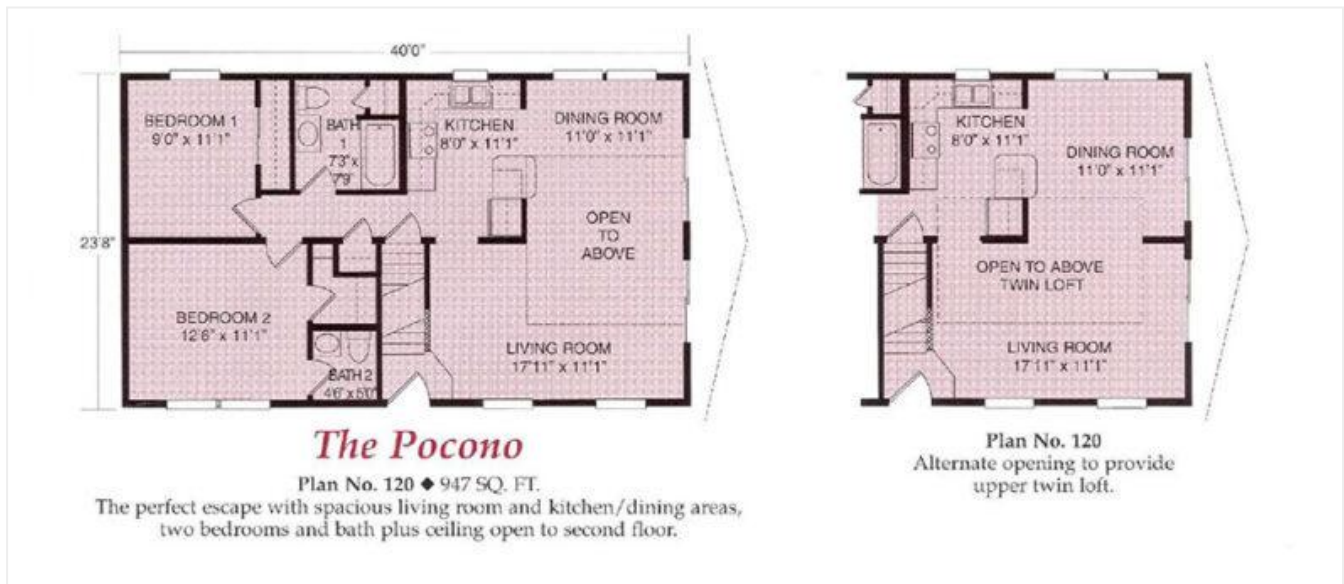 40'0"
BEDROOM 1
9'0" x 11'1"
BATH
1
7'3" x
7'9"
KITCHEN
8'0" x 11'1"
DINING ROOM
11'0" x 11'1"
23'8"
OPEN
TO
ABOVE
BEDROOM 2
12'6" x 11'1"
BATH 2
4'6" x 5'0"
LIVING ROOM
17'11" x 11'1"
The Pocono
Plan No. 120 ◆ 947 SQ. FT.
The perfect escape with spacious living room and kitchen/dining areas,
two bedrooms and bath plus ceiling open to second floor.
KITCHEN
8'0" x 11'1"
DINING ROOM
11'0" x 11'1"
OPEN TO ABOVE
TWIN LOFT
LIVING ROOM
17'11" x 11'1"
Plan No. 120
Alternate opening to provide
upper twin loft.